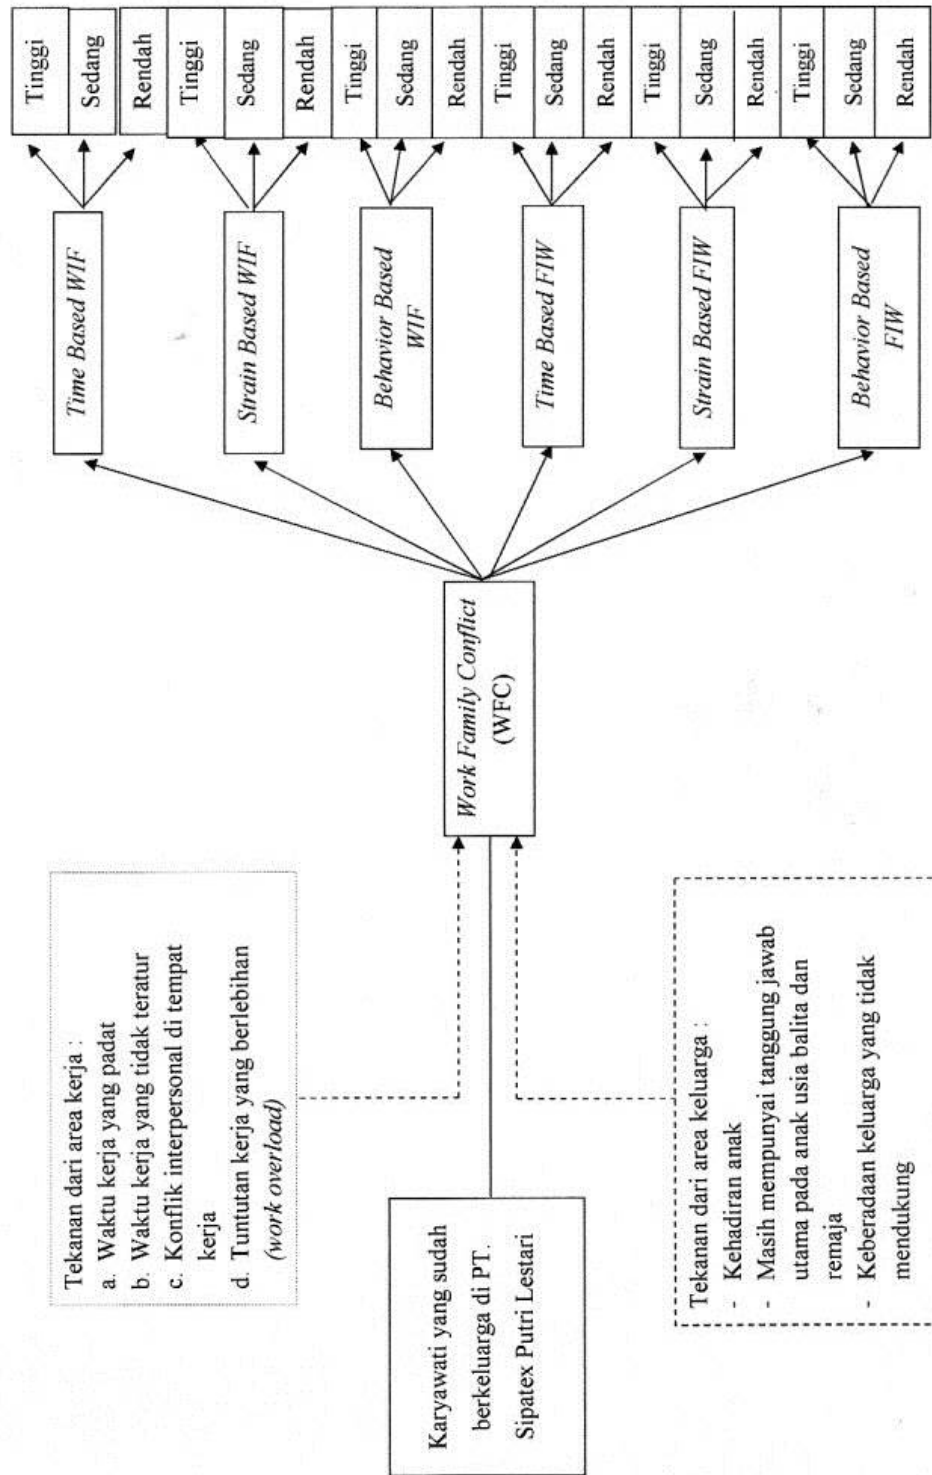 Karyawati yang sudah
berkeluarga di PT.
Sipatex Putri Lestari
Tekanan dari area kerja :
a. Waktu kerja yang padat
b. Waktu kerja yang tidak teratur
c. Konflik interpersonal di tempat
kerja
d. Tuntutan kerja yang berlebihan
(work overload)
Tekanan dari area keluarga :
- Kehadiran anak
- Masih mempunyai tanggung jawab
utama pada anak usia balita dan
remaja
- Keberadaan keluarga yang tidak
mendukung
Work Family Conflict
(WFC)
Time Based WIF
Tinggi
Sedang
Rendah
Strain Based WIF
Tinggi
Sedang
Rendah
Behavior Based
WIF
Tinggi
Sedang
Rendah
Time Based FIW
Tinggi
Sedang
Rendah
Strain Based FIW
Tinggi
Sedang
Rendah
Behavior Based
FIW
Tinggi
Sedang
Rendah